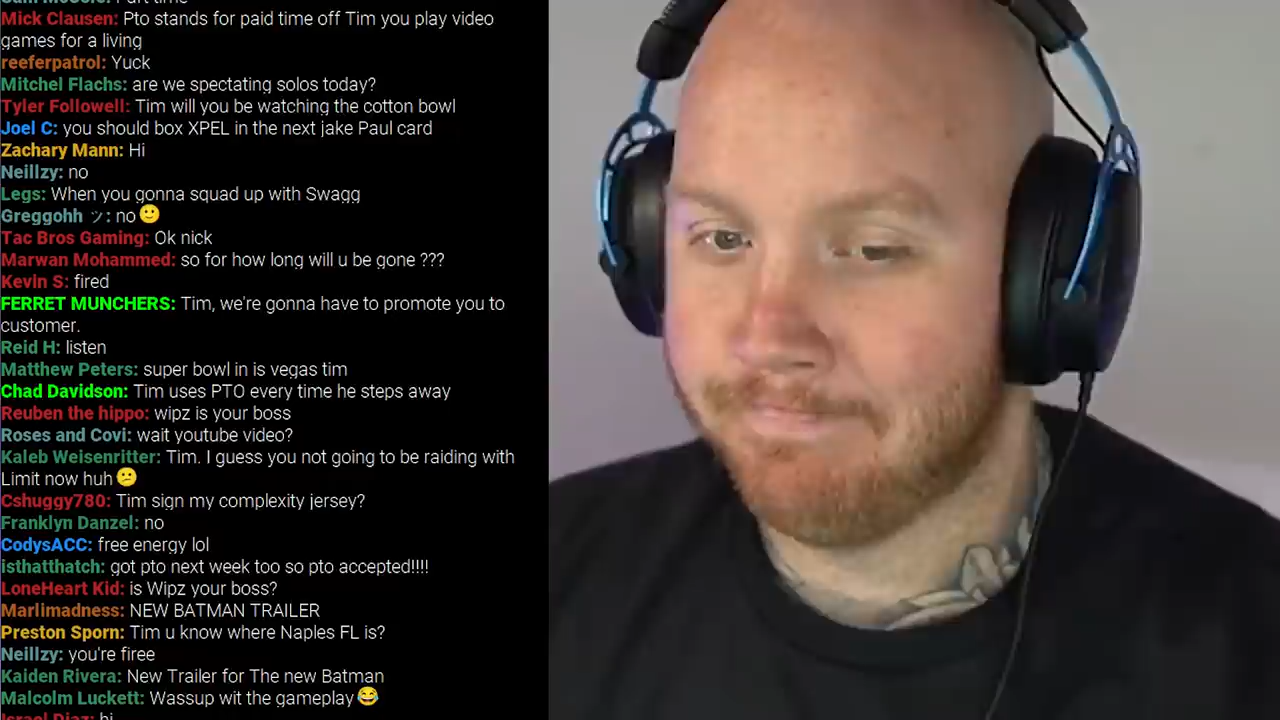 Mick Clausen: Pto stands for paid time off Tim you play video
games for a living
reeferpatrol: Yuck
Mitchel Flachs: are we spectating solos today?
Tyler Followell: Tim will you be watching the cotton bowl
Joel C: you should box XPEL in the next jake Paul card
Zachary Mann: Hi
Neillzy: no
Legs: When you gonna squad up with Swagg
Greggohh ッ: no🙂
Tac Bros Gaming: Ok nick
Marwan Mohammed: so for how long will u be gone ???
Kevin S: fired
FERRET MUNCHERS: Tim, we're gonna have to promote you to
customer.
Reid H: listen
Matthew Peters: super bowl in is vegas tim
Chad Davidson: Tim uses PTO every time he steps away
Reuben the hippo: wipz is your boss
Roses and Covi: wait youtube video?
Kaleb Weisenritter: Tim. I guess you not going to be raiding with
Limit now huh😕
Cshuggy780: Tim sign my complexity jersey?
Franklyn Danzel: no
CodysACC: free energy lol
isthatthatch: got pto next week too so pto accepted!!!!
LoneHeart Kid: is Wipz your boss?
Marlimadness: NEW BATMAN TRAILER
Preston Sporn: Tim u know where Naples FL is?
Neillzy: you're firee
Kaiden Rivera: New Trailer for The new Batman
Malcolm Luckett: Wassup wit the gameplay😂
Israel Diaz: hi